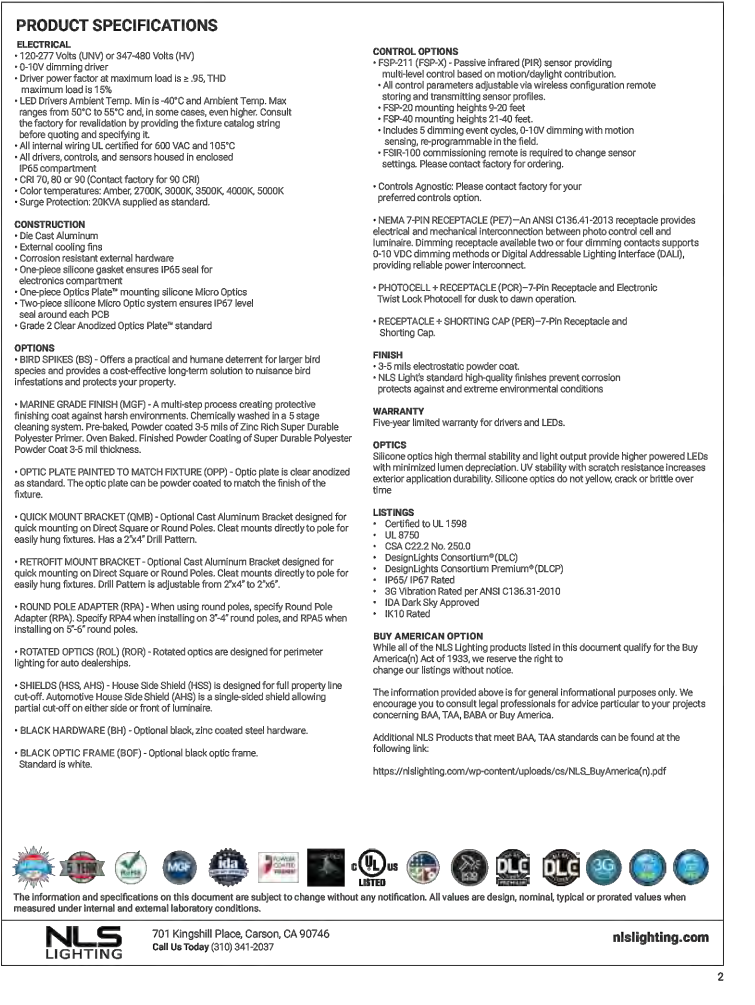 PRODUCT SPECIFICATIONS
ELECTRICAL
• 120-277 Volts (UNV) or 347-480 Volts (HV)
• 0-10V dimming driver
• Driver power factor at maximum load is ≥ .95, THD
maximum load is 15%
• LED Drivers Ambient Temp. Min is -40°C and Ambient Temp. Max
ranges from 50°C to 55°C and, in some cases, even higher. Consult
the factory for revalidation by providing the fixture catalog string
before quoting and specifying it.
• All internal wiring UL certified for 600 VAC and 105°C
• All drivers, controls, and sensors housed in enclosed
IP65 compartment
• CRI 70, 80 or 90 (Contact factory for 90 CRI)
• Color temperatures: Amber, 2700K, 3000K, 3500K, 4000K, 5000K
• Surge Protection: 20KVA supplied as standard.
CONSTRUCTION
• Die Cast Aluminum
• External cooling fins
• Corrosion resistant external hardware
• One-piece silicone gasket ensures IP65 seal for
electronics compartment
• One-piece Optics Plate™ mounting silicone Micro Optics
• Two-piece silicone Micro Optic system ensures IP67 level
seal around each PCB
• Grade 2 Clear Anodized Optics Plate™ standard
OPTIONS
• BIRD SPIKES (BS) - Offers a practical and humane deterrent for larger bird
species and provides a cost-effective long-term solution to nuisance bird
infestations and protects your property.
• MARINE GRADE FINISH (MGF) - A multi-step process creating protective
finishing coat against harsh environments. Chemically washed in a 5 stage
cleaning system. Pre-baked, Powder coated 3-5 mils of Zinc Rich Super Durable
Polyester Primer. Oven Baked. Finished Powder Coating of Super Durable Polyester
Powder Coat 3-5 mil thickness.
• OPTIC PLATE PAINTED TO MATCH FIXTURE (OPP) - Optic plate is clear anodized
as standard. The optic plate can be powder coated to match the finish of the
fixture.
• QUICK MOUNT BRACKET (QMB) - Optional Cast Aluminum Bracket designed for
quick mounting on Direct Square or Round Poles. Cleat mounts directly to pole for
easily hung fixtures. Has a 2"x4" Drill Pattern.
• RETROFIT MOUNT BRACKET - Optional Cast Aluminum Bracket designed for
quick mounting on Direct Square or Round Poles. Cleat mounts directly to pole for
easily hung fixtures. Drill Pattern is adjustable from 2"x4" to 2"x6".
• ROUND POLE ADAPTER (RPA) - When using round poles, specify Round Pole
Adapter (RPA). Specify RPA4 when installing on 3"-4" round poles, and RPA5 when
installing on 5"-6" round poles.
• ROTATED OPTICS (ROL) (ROR) - Rotated optics are designed for perimeter
lighting for auto dealerships.
• SHIELDS (HSS, AHS) - House Side Shield (HSS) is designed for full property line
cut-off. Automotive House Side Shield (AHS) is a single-sided shield allowing
partial cut-off on either side or front of luminaire.
• BLACK HARDWARE (BH) - Optional black, zinc coated steel hardware.
• BLACK OPTIC FRAME (BOF) - Optional black optic frame.
Standard is white.
CONTROL OPTIONS
• FSP-211 (FSP-X) - Passive infrared (PIR) sensor providing
multi-level control based on motion/daylight contribution.
• All control parameters adjustable via wireless configuration remote
storing and transmitting sensor profiles.
• FSP-20 mounting heights 9-20 feet
• FSP-40 mounting heights 21-40 feet.
• Includes 5 dimming event cycles, 0-10V dimming with motion
sensing, re-programmable in the field.
• FSIR-100 commissioning remote is required to change sensor
settings. Please contact factory for ordering.
• Controls Agnostic: Please contact factory for your
preferred controls option.
• NEMA 7-PIN RECEPTACLE (PE7)—An ANSI C136.41-2013 receptacle provides
electrical and mechanical interconnection between photo control cell and
luminaire. Dimming receptacle available two or four dimming contacts supports
0-10 VDC dimming methods or Digital Addressable Lighting Interface (DALI),
providing reliable power interconnect.
• PHOTOCELL + RECEPTACLE (PCR)–7-Pin Receptacle and Electronic
Twist Lock Photocell for dusk to dawn operation.
• RECEPTACLE + SHORTING CAP (PER)–7-Pin Receptacle and
Shorting Cap.
FINISH
• 3-5 mils electrostatic powder coat.
• NLS Light's standard high-quality finishes prevent corrosion
protects against and extreme environmental conditions
WARRANTY
Five-year limited warranty for drivers and LEDs.
OPTICS
Silicone optics high thermal stability and light output provide higher powered LEDs
with minimized lumen depreciation. UV stability with scratch resistance increases
exterior application durability. Silicone optics do not yellow, crack or brittle over
time
LISTINGS
• Certified to UL 1598
• UL 8750
• CSA C22.2 No. 250.0
• DesignLights Consortium® (DLC)
• DesignLights Consortium Premium® (DLCP)
• IP65/ IP67 Rated
• 3G Vibration Rated per ANSI C136.31-2010
• IDA Dark Sky Approved
• IK10 Rated
BUY AMERICAN OPTION
While all of the NLS Lighting products listed in this document qualify for the Buy
America(n) Act of 1933, we reserve the right to
change our listings without notice.
The information provided above is for general informational purposes only. We
encourage you to consult legal professionals for advice particular to your projects
concerning BAA, TAA, BABA or Buy America.
Additional NLS Products that meet BAA, TAA standards can be found at the
following link:
https://nlslighting.com/wp-content/uploads/cs/NLS_BuyAmerica(n).pdf
5 YEAR
MGF
ida
POWDER COATED
C UL US LISTED
DLC PREMIUM
DLC
3G
The information and specifications on this document are subject to change without any notification. All values are design, nominal, typical or prorated values when
measured under internal and external laboratory conditions.
NLS LIGHTING
701 Kingshill Place, Carson, CA 90746
Call Us Today (310) 341-2037
nlslighting.com
2